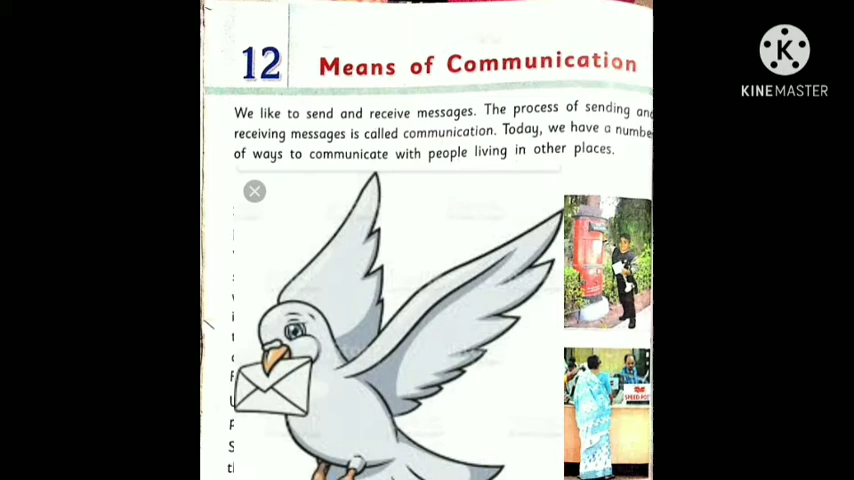 12
Means of Communication
We like to send and receive messages. The process of sending and
receiving messages is called communication. Today, we have a numbe
of ways to communicate with people living in other places.
K
KINEMASTER
SPEED POST